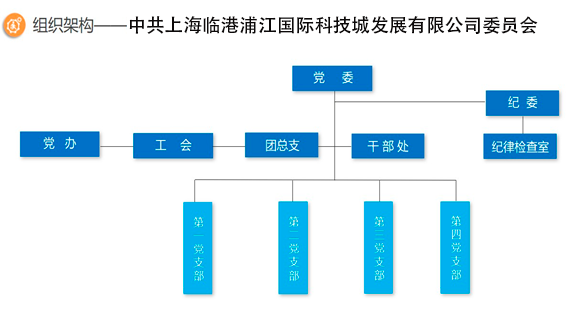 组织架构——中共上海临港浦江国际科技城发展有限公司委员会
党 委
纪 委
党 办
工 会
团总支
干部处
纪律检查室
第一党支部
第二党支部
第三党支部
第四党支部